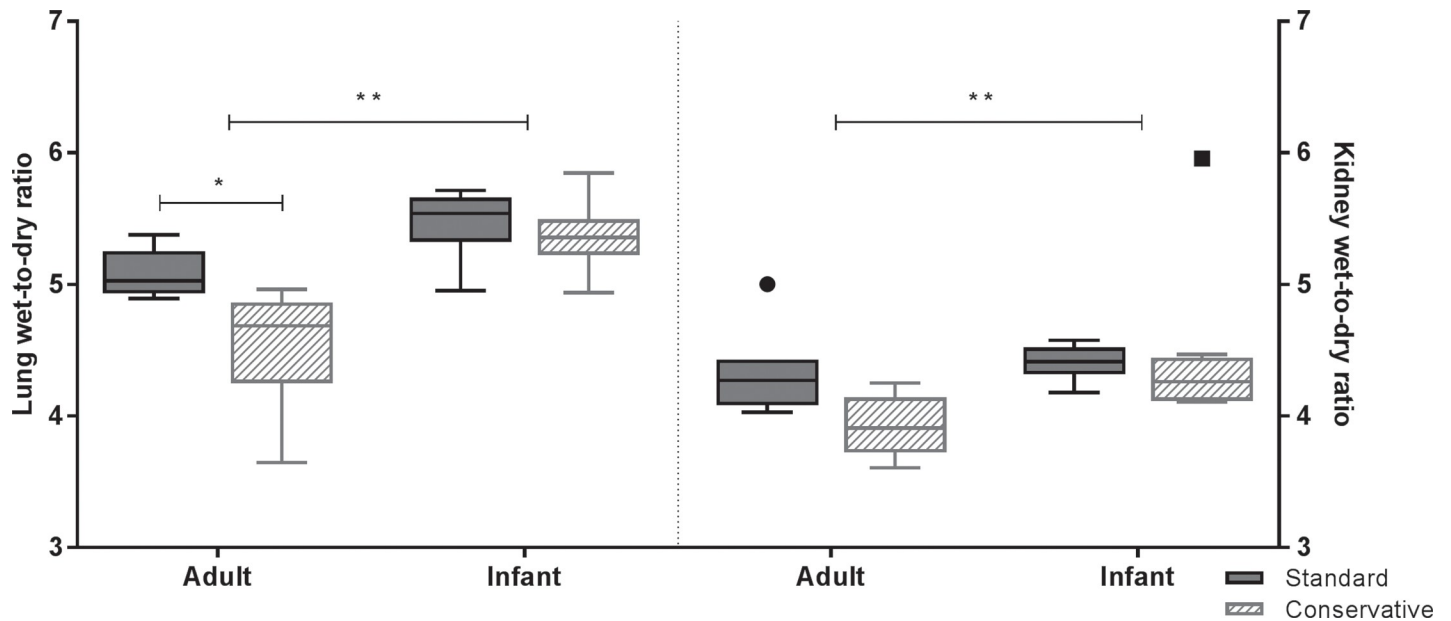 7
7
* *
* *
6
6
*
5
5
4
4
3
3
Lung wet-to-dry ratio
Kidney wet-to-dry ratio
Adult
Infant
Adult
Infant
Standard
Conservative